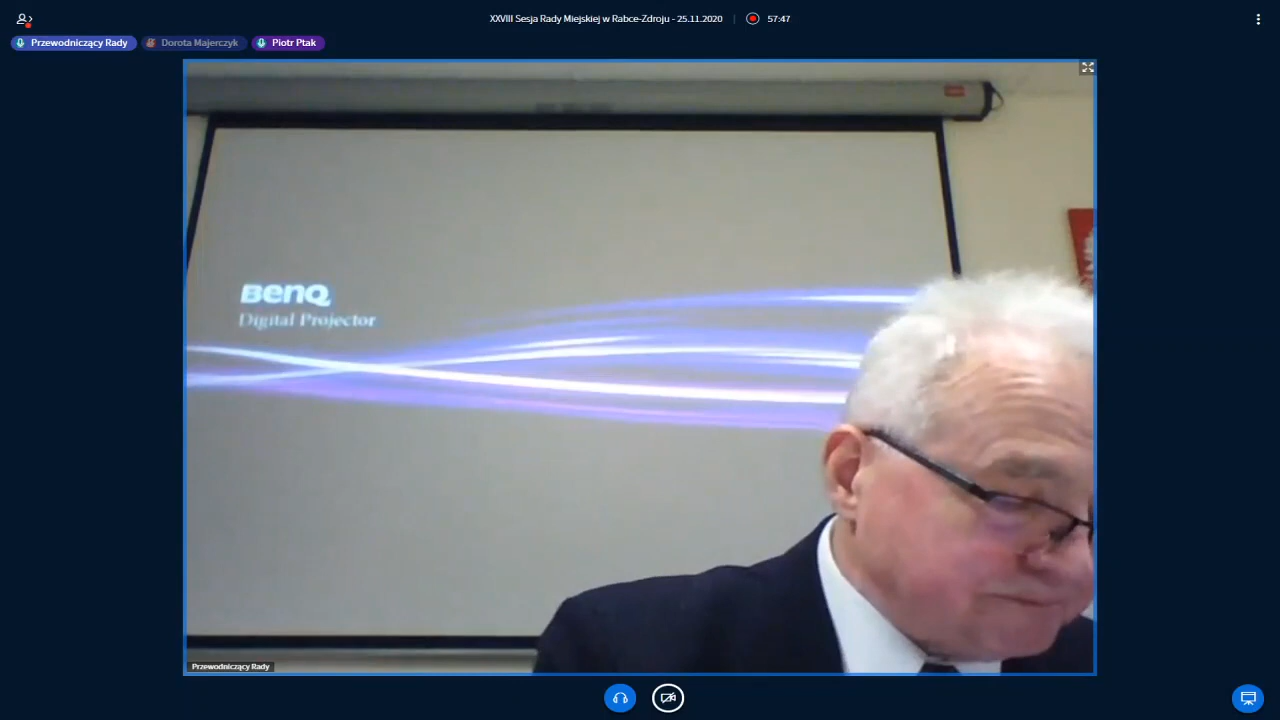 XXVIII Sesja Rady Miejskiej w Rabce-Zdroju - 25.11.2020
57:47
Przewodniczący Rady
Dorota Majerczyk
Piotr Ptak
BenQ
Digital Projector
Przewodniczący Rady